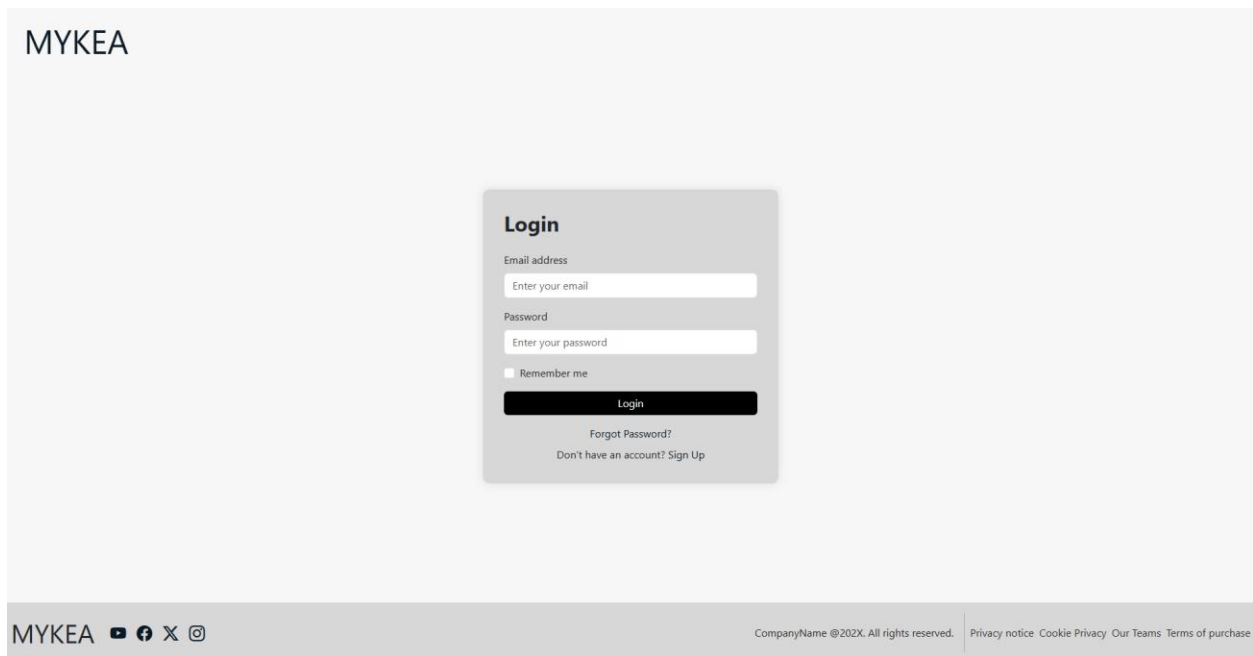 MYKEA
Login
Email address
Enter your email
Password
Enter your password
Remember me
Login
Forgot Password?
Don't have an account? Sign Up
MYKEA
CompanyName @202X. All rights reserved. Privacy notice Cookie Privacy Our Teams Terms of purchase